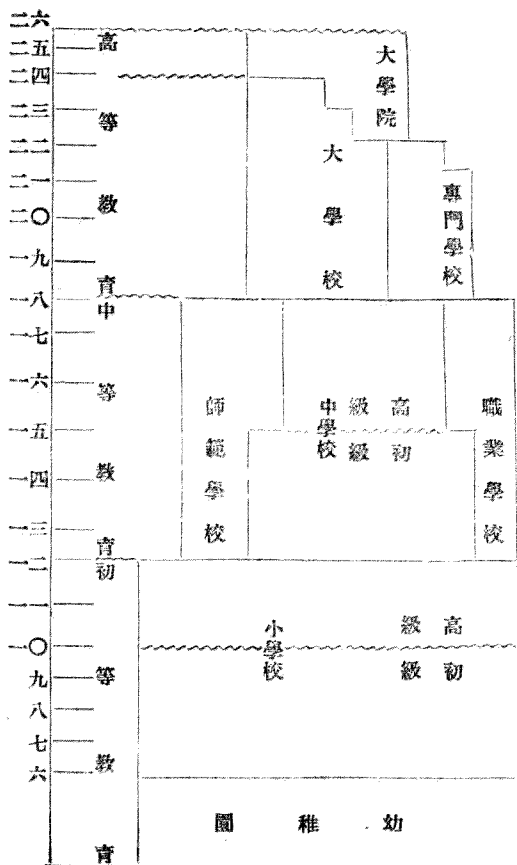 二六
二五
二四
二三
二二
二一
二〇
一九
一八
一七
一六
一五
一四
一三
一二
一一
一〇
九
八
七
六
高等教育
中等教育
初等教育
大學院
大學校
專門學校
師範學校
中學校
高級
初級
職業學校
小學校
高級
初級
幼稚園